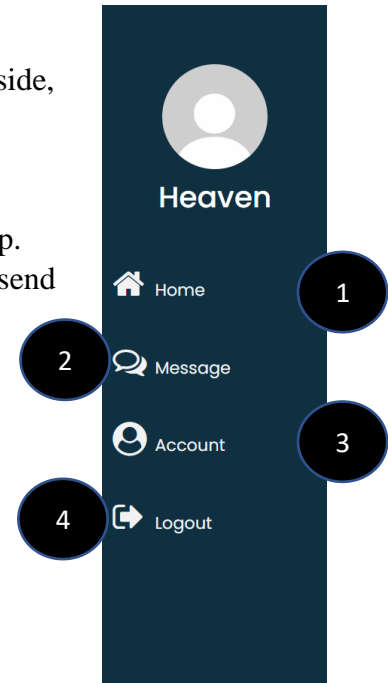 side,
Heaven
p.
send
Home
1
2
Message
Account
3
4
Logout